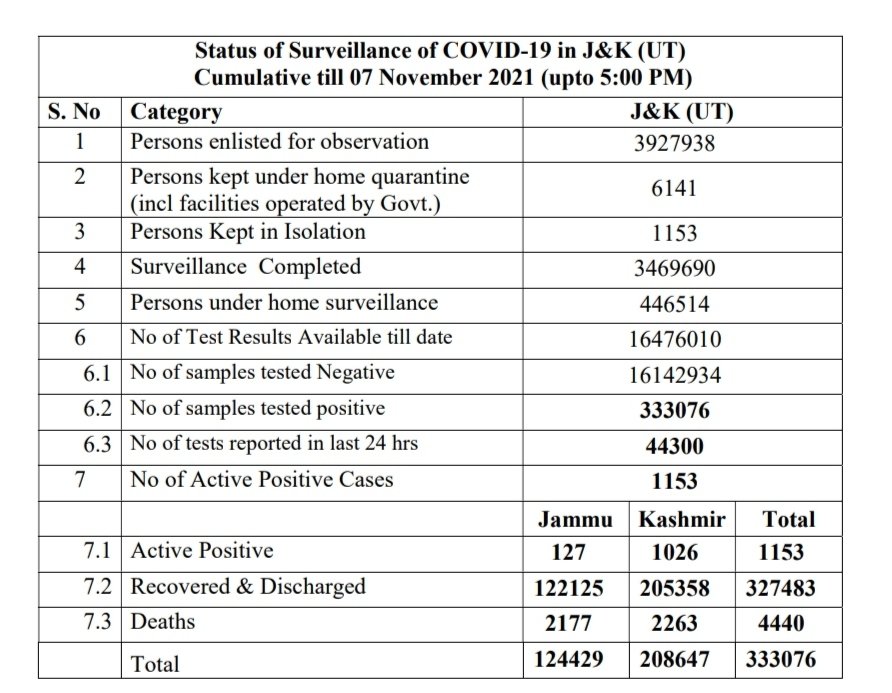 Status of Surveillance of COVID-19 in J&K (UT)
Cumulative till 07 November 2021 (upto 5:00 PM)
S. No Category J&K (UT)
1 Persons enlisted for observation 3927938
2 Persons kept under home quarantine
(incl facilities operated by Govt.) 6141
3 Persons Kept in Isolation 1153
4 Surveillance Completed 3469690
5 Persons under home surveillance 446514
6 No of Test Results Available till date 16476010
6.1 No of samples tested Negative 16142934
6.2 No of samples tested positive 333076
6.3 No of tests reported in last 24 hrs 44300
7 No of Active Positive Cases 1153
Jammu Kashmir Total
7.1 Active Positive 127 1026 1153
7.2 Recovered & Discharged 122125 205358 327483
7.3 Deaths 2177 2263 4440
Total 124429 208647 333076